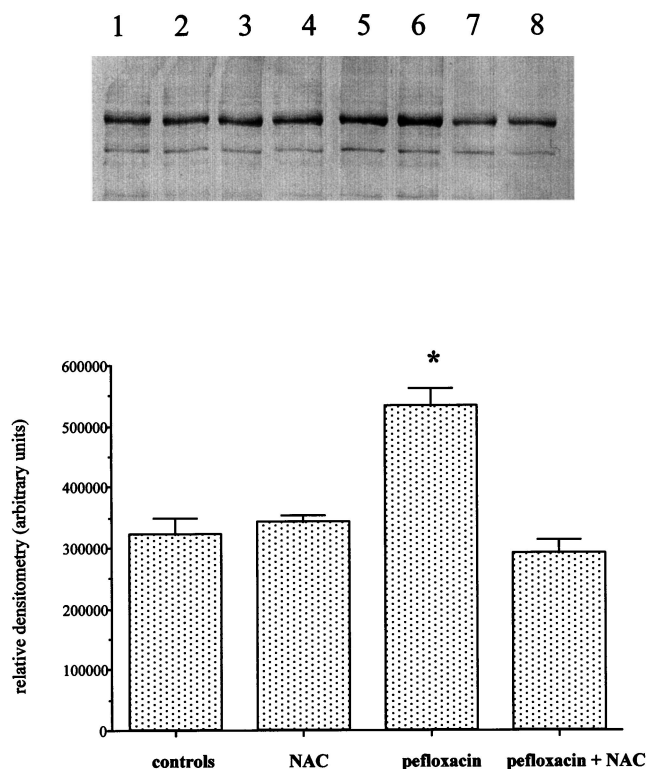 1 2 3 4 5 6 7 8
600000
*
500000
400000
300000
200000
100000
0
relative densitometry (arbitrary units)
controls NAC pefloxacin pefloxacin + NAC